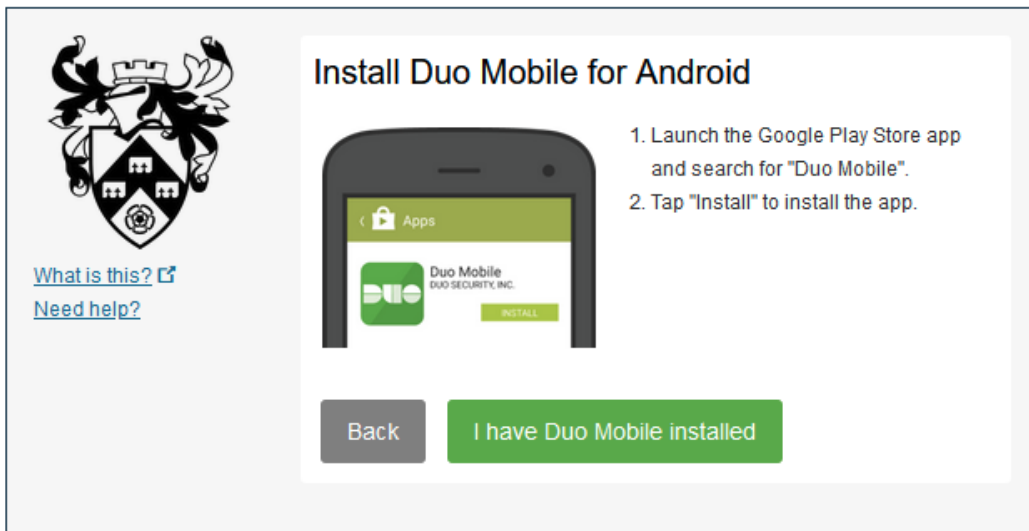 Install Duo Mobile for Android
1. Launch the Google Play Store app
and search for "Duo Mobile".
2. Tap "Install" to install the app.
Apps
Duo Mobile
DUO SECURITY, INC.
DUO
INSTALL
What is this?
Need help?
Back
I have Duo Mobile installed